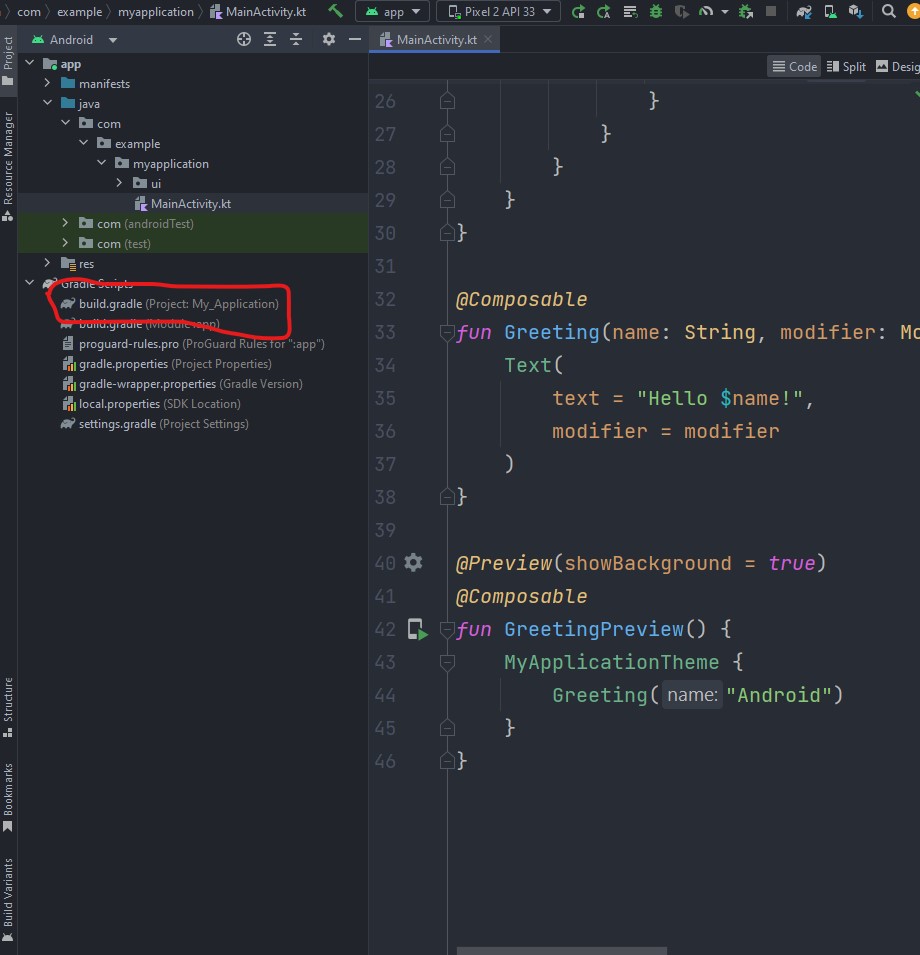 com > example > myapplication > MainActivity.kt app Pixel 2 API 33
Project
Resource Manager
Structure
Bookmarks
Build Variants
Android
app
manifests
java
com
example
myapplication
ui
MainActivity.kt
com (androidTest)
com (test)
res
Gradle Scripts
build.gradle (Project: My_Application)
build.gradle (Module :app)
proguard-rules.pro (ProGuard Rules for ":app")
gradle.properties (Project Properties)
gradle-wrapper.properties (Gradle Version)
local.properties (SDK Location)
settings.gradle (Project Settings)
MainActivity.kt
Code Split Desig
26 }
27 }
28 }
29 }
30 }
31
32 @Composable
33 fun Greeting(name: String, modifier: Mo
34 Text(
35 text = "Hello $name!",
36 modifier = modifier
37 )
38 }
39
40 @Preview(showBackground = true)
41 @Composable
42 fun GreetingPreview() {
43 MyApplicationTheme {
44 Greeting( name: "Android")
45 }
46 }